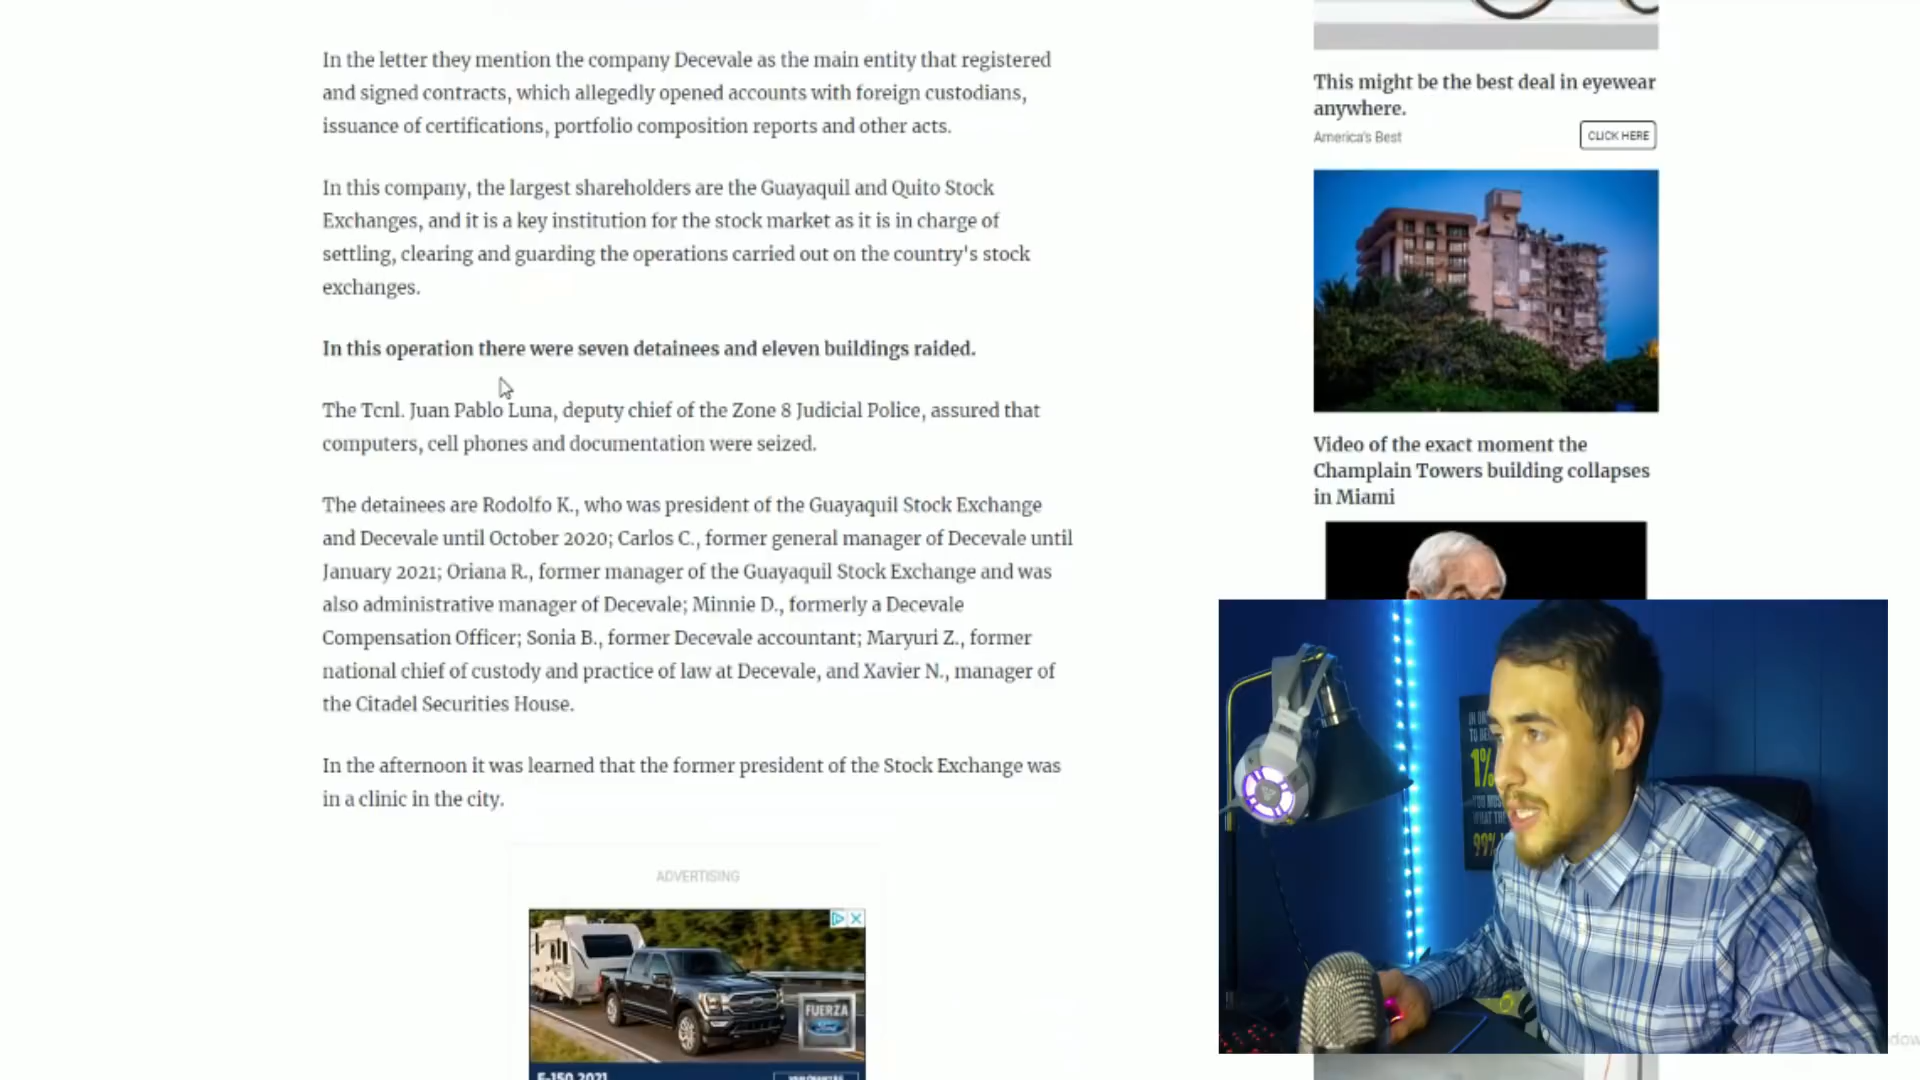 In the letter they mention the company Decevale as the main entity that registered
and signed contracts, which allegedly opened accounts with foreign custodians,
issuance of certifications, portfolio composition reports and other acts.
In this company, the largest shareholders are the Guayaquil and Quito Stock
Exchanges, and it is a key institution for the stock market as it is in charge of
settling, clearing and guarding the operations carried out on the country's stock
exchanges.
In this operation there were seven detainees and eleven buildings raided.
The Tcnl. Juan Pablo Luna, deputy chief of the Zone 8 Judicial Police, assured that
computers, cell phones and documentation were seized.
The detainees are Rodolfo K., who was president of the Guayaquil Stock Exchange
and Decevale until October 2020; Carlos C., former general manager of Decevale until
January 2021; Oriana R., former manager of the Guayaquil Stock Exchange and was
also administrative manager of Decevale; Minnie D., formerly a Decevale
Compensation Officer; Sonia B., former Decevale accountant; Maryuri Z., former
national chief of custody and practice of law at Decevale, and Xavier N., manager of
the Citadel Securities House.
In the afternoon it was learned that the former president of the Stock Exchange was
in a clinic in the city.
ADVERTISING
FUERZA
Ford
F-150 2021
This might be the best deal in eyewear
anywhere.
America's Best
CLICK HERE
Video of the exact moment the
Champlain Towers building collapses
in Miami
1%
WHAT
99%